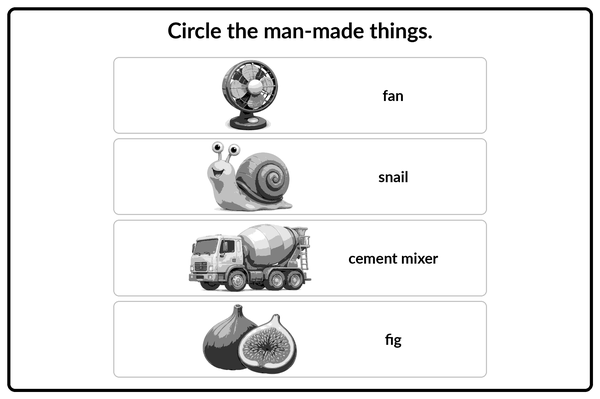 Circle the man-made things.
fan
snail
cement mixer
fig